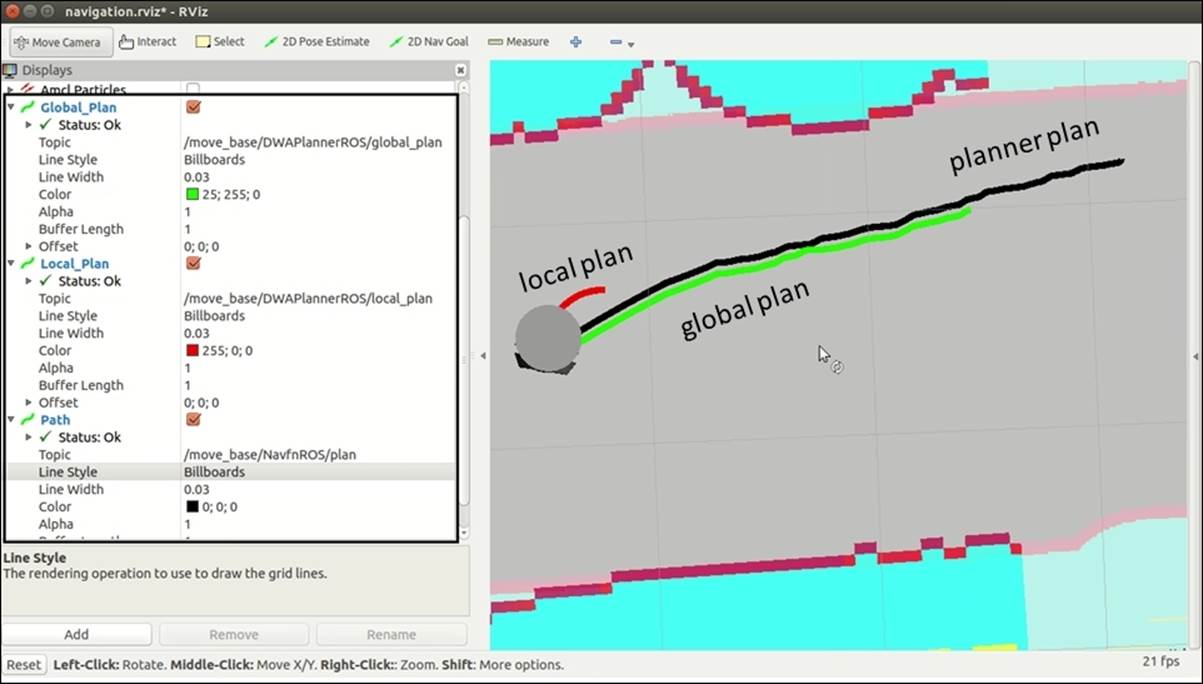 navigation.rviz* - RViz
Move Camera Interact Select 2D Pose Estimate 2D Nav Goal Measure
Displays
Amcl Particles
Global_Plan
Status: Ok
Topic /move_base/DWAPlannerROS/global_plan
Line Style Billboards
Line Width 0.03
Color 25; 255; 0
Alpha 1
Buffer Length 1
Offset 0; 0; 0
Local_Plan
Status: Ok
Topic /move_base/DWAPlannerROS/local_plan
Line Style Billboards
Line Width 0.03
Color 255; 0; 0
Alpha 1
Buffer Length 1
Offset 0; 0; 0
Path
Status: Ok
Topic /move_base/NavfnROS/plan
Line Style Billboards
Line Width 0.03
Color 0; 0; 0
Alpha 1
Line Style
The rendering operation to use to draw the grid lines.
Add Remove Rename
planner plan
local plan
global plan
Reset Left-Click: Rotate. Middle-Click: Move X/Y. Right-Click:: Zoom. Shift: More options.
21 fps